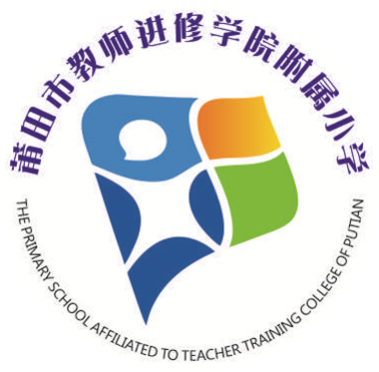 莆田市教师进修学院附属小学
THE PRIMARY SCHOOL AFFILIATED TO TEACHER TRAINING COLLEGE OF PUTIAN